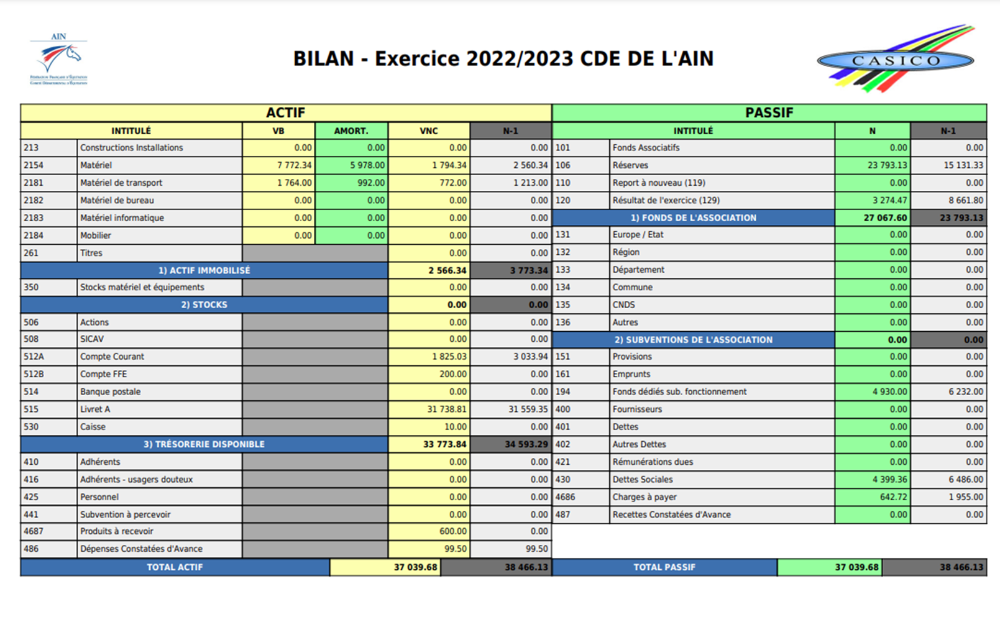 AIN
FÉDÉRATION FRANÇAISE D'ÉQUITATION
COMITÉ DÉPARTEMENTAL D'ÉQUITATION
BILAN - Exercice 2022/2023 CDE DE L'AIN
CASICO
ACTIF PASSIF
INTITULÉ VB AMORT. VNC N-1 INTITULÉ N N-1
213 Constructions Installations 0.00 0.00 0.00 0.00 101 Fonds Associatifs 0.00 0.00
2154 Matériel 7 772.34 5 978.00 1 794.34 2 560.34 106 Réserves 23 793.13 15 131.33
2181 Matériel de transport 1 764.00 992.00 772.00 1 213.00 110 Report à nouveau (119) 0.00 0.00
2182 Matériel de bureau 0.00 0.00 0.00 0.00 120 Résultat de l'exercice (129) 3 274.47 8 661.80
2183 Matériel informatique 0.00 0.00 0.00 0.00 1) FONDS DE L'ASSOCIATION 27 067.60 23 793.13
2184 Mobilier 0.00 0.00 0.00 0.00 131 Europe / Etat 0.00 0.00
261 Titres 0.00 0.00 132 Région 0.00 0.00
1) ACTIF IMMOBILISÉ 2 566.34 3 773.34 133 Département 0.00 0.00
350 Stocks matériel et équipements 0.00 0.00 134 Commune 0.00 0.00
2) STOCKS 0.00 0.00 135 CNDS 0.00 0.00
506 Actions 0.00 0.00 136 Autres 0.00 0.00
508 SICAV 0.00 0.00 2) SUBVENTIONS DE L'ASSOCIATION 0.00 0.00
512A Compte Courant 1 825.03 3 033.94 151 Provisions 0.00 0.00
512B Compte FFE 200.00 0.00 161 Emprunts 0.00 0.00
514 Banque postale 0.00 0.00 194 Fonds dédiés sub. fonctionnement 4 930.00 6 232.00
515 Livret A 31 738.81 31 559.35 400 Fournisseurs 0.00 0.00
530 Caisse 10.00 0.00 401 Dettes 0.00 0.00
3) TRÉSORERIE DISPONIBLE 33 773.84 34 593.29 402 Autres Dettes 0.00 0.00
410 Adhérents 0.00 0.00 421 Rémunérations dues 0.00 0.00
416 Adhérents - usagers douteux 0.00 0.00 430 Dettes Sociales 4 399.36 6 486.00
425 Personnel 0.00 0.00 4686 Charges à payer 642.72 1 955.00
441 Subvention à percevoir 0.00 0.00 487 Recettes Constatées d'Avance 0.00 0.00
4687 Produits à recevoir 600.00 0.00
486 Dépenses Constatées d'Avance 99.50 99.50
TOTAL ACTIF 37 039.68 38 466.13 TOTAL PASSIF 37 039.68 38 466.13